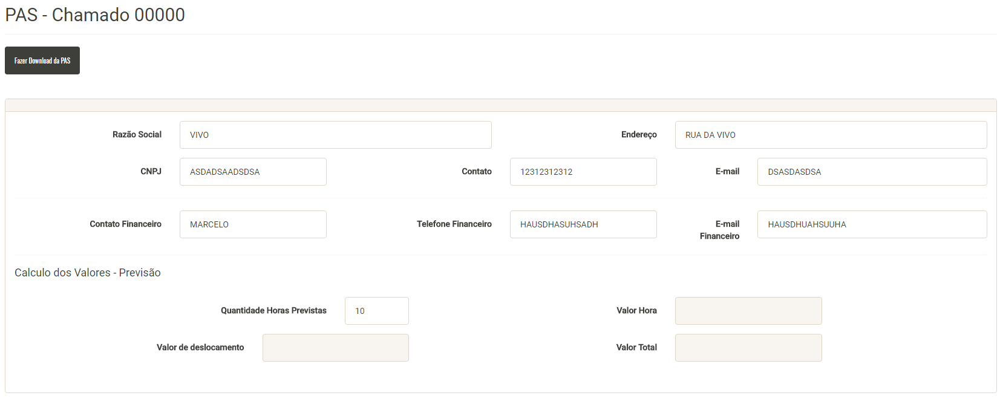 PAS - Chamado 00000
Fazer Download da PAS
Razão Social VIVO Endereço RUA DA VIVO
CNPJ ASDADSAADSDSA Contato 12312312312 E-mail DSASDASDSA
Contato Financeiro MARCELO Telefone Financeiro HAUSDHASUHSADH E-mail Financeiro HAUSDHUAHSUUHA
Calculo dos Valores - Previsão
Quantidade Horas Previstas 10 Valor Hora
Valor de deslocamento Valor Total